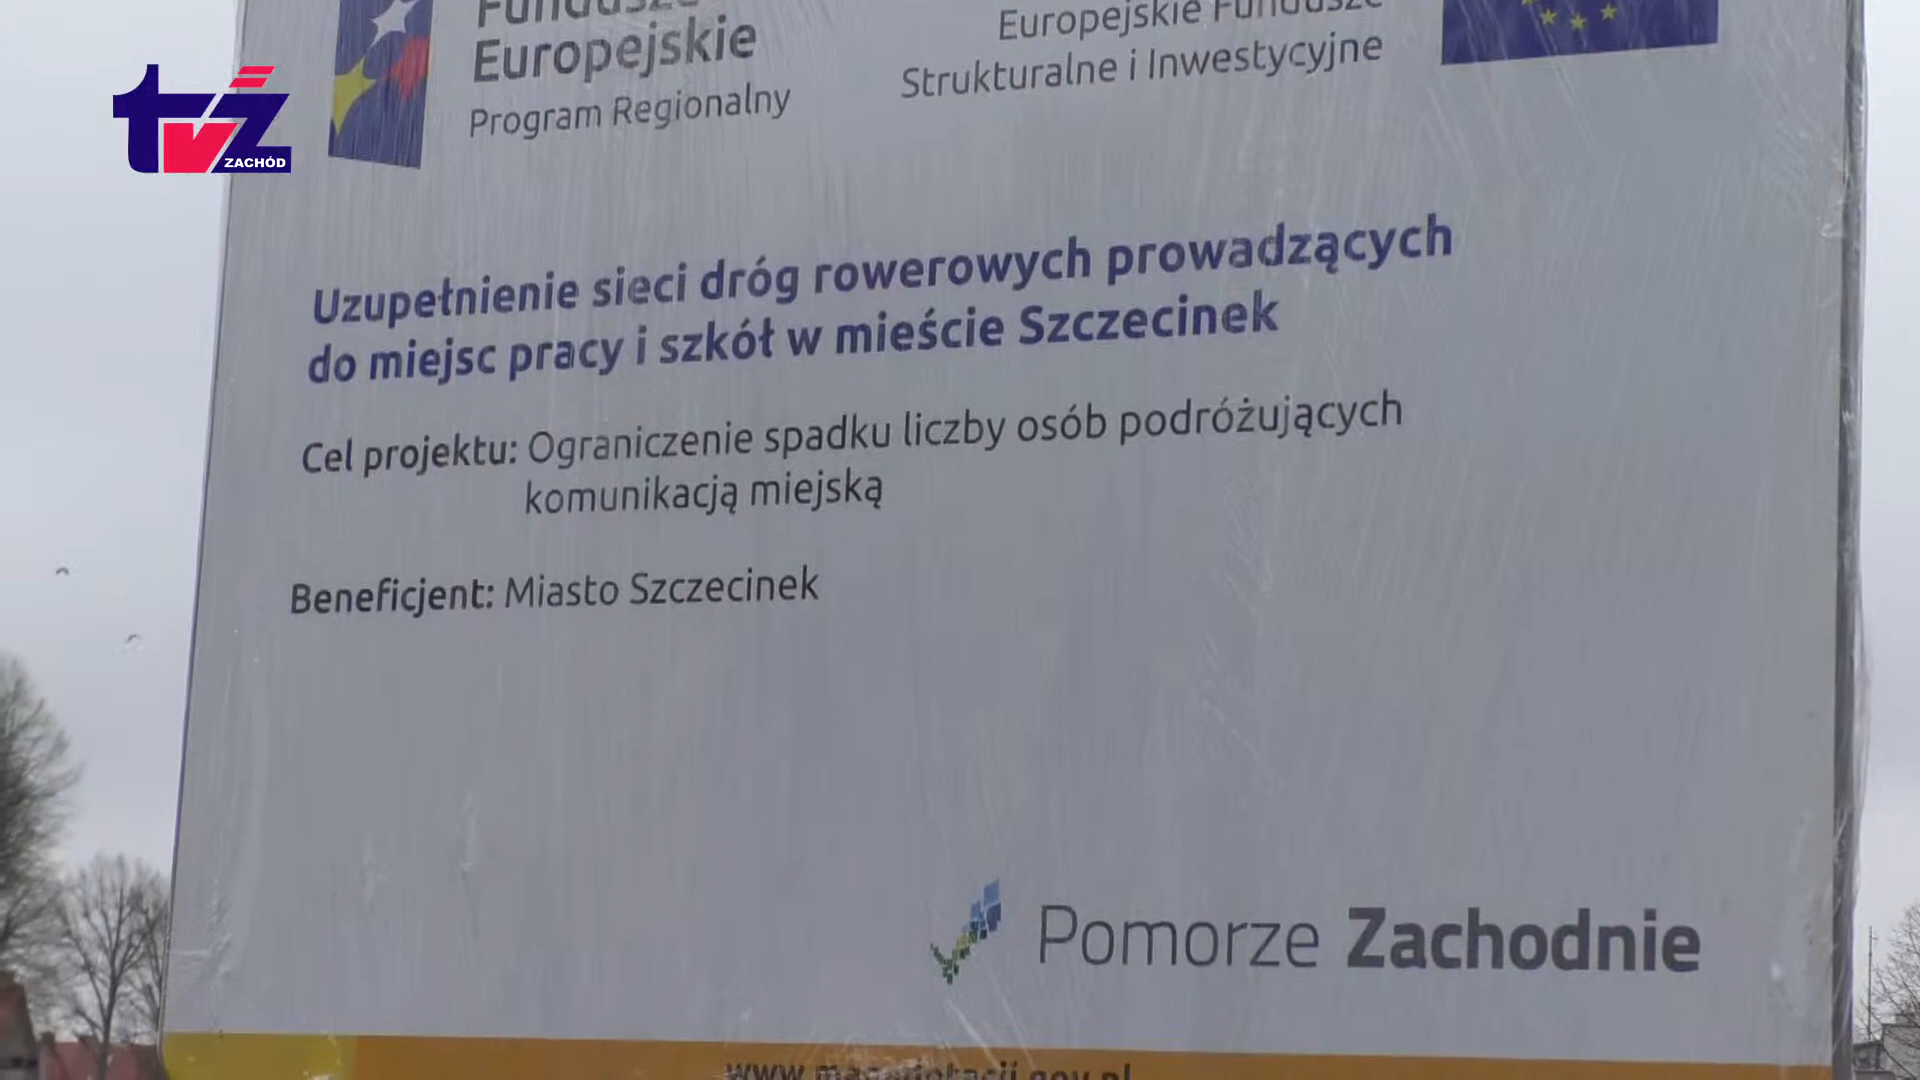 Fundusze
Europejskie
Program Regionalny
Europejskie Fundusze
Strukturalne i Inwestycyjne
tvż
ZACHÓD
Uzupełnienie sieci dróg rowerowych prowadzących
do miejsc pracy i szkół w mieście Szczecinek
Cel projektu: Ograniczenie spadku liczby osób podróżujących
komunikacją miejską
Beneficjent: Miasto Szczecinek
Pomorze Zachodnie
www.mapadotacji.gov.pl